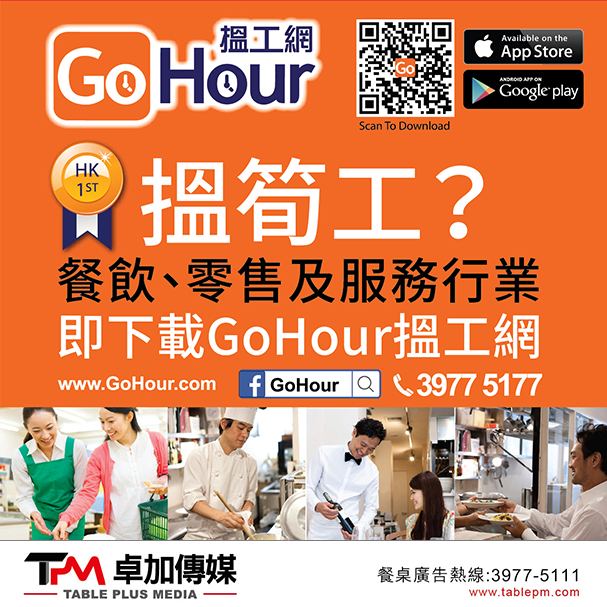 搵工網
GoHour
Scan To Download
Go
Available on the
App Store
ANDROID APP ON
Google play
HK
1ST
搵筍工？
餐飲、零售及服務行業
即下載GoHour搵工網
www.GoHour.com
f GoHour
3977 5177
TPM 卓加傳媒
TABLE PLUS MEDIA
餐桌廣告熱線:3977-5111
www.tablepm.com